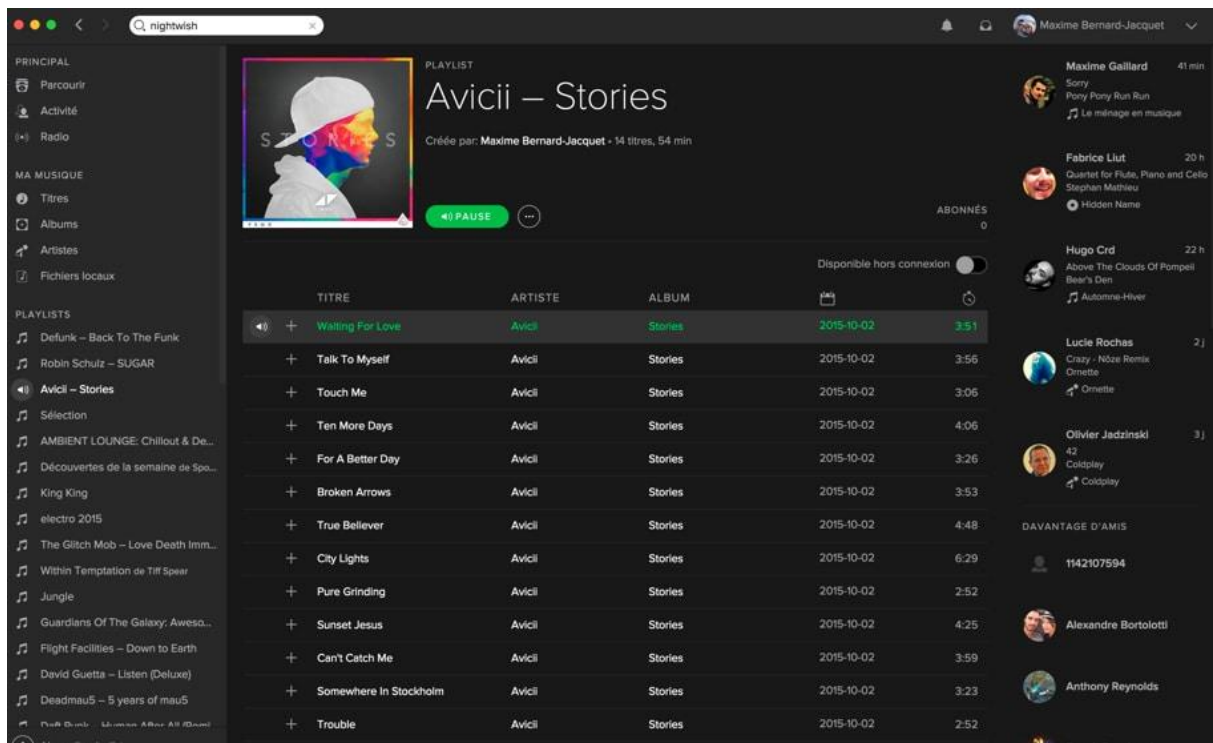 nightwish
Maxime Bernard-Jacquet
PRINCIPAL
Parcourir
Activité
Radio
MA MUSIQUE
Titres
Albums
Artistes
Fichiers locaux
PLAYLISTS
Defunk – Back To The Funk
Robin Schulz – SUGAR
Avicii – Stories
Sélection
AMBIENT LOUNGE: Chillout & De...
Découvertes de la semaine de Spo...
King King
electro 2015
The Glitch Mob – Love Death Imm...
Within Temptation de Tiff Spear
Jungle
Guardians Of The Galaxy: Aweso...
Flight Facilities – Down to Earth
David Guetta – Listen (Deluxe)
Deadmau5 – 5 years of mau5
Daft Punk – Human After All (Remi
STORIES
PLAYLIST
Avicii – Stories
Créée par: Maxime Bernard-Jacquet • 14 titres, 54 min
PAUSE
ABONNÉS
0
Disponible hors connexion
TITRE ARTISTE ALBUM
Waiting For Love Avicii Stories 2015-10-02 3:51
Talk To Myself Avicii Stories 2015-10-02 3:56
Touch Me Avicii Stories 2015-10-02 3:06
Ten More Days Avicii Stories 2015-10-02 4:06
For A Better Day Avicii Stories 2015-10-02 3:26
Broken Arrows Avicii Stories 2015-10-02 3:53
True Believer Avicii Stories 2015-10-02 4:48
City Lights Avicii Stories 2015-10-02 6:29
Pure Grinding Avicii Stories 2015-10-02 2:52
Sunset Jesus Avicii Stories 2015-10-02 4:25
Can't Catch Me Avicii Stories 2015-10-02 3:59
Somewhere In Stockholm Avicii Stories 2015-10-02 3:23
Trouble Avicii Stories 2015-10-02 2:52
Maxime Gaillard 41 min
Sorry
Pony Pony Run Run
Le ménage en musique
Fabrice Liut 20 h
Quartet for Flute, Piano and Cello
Stephan Mathieu
Hidden Name
Hugo Crd 22 h
Above The Clouds Of Pompeii
Bear's Den
Automne-Hiver
Lucie Rochas 2 j
Crazy - Nôze Remix
Ornette
Ornette
Olivier Jadzinski 3 j
42
Coldplay
Coldplay
DAVANTAGE D'AMIS
1142107594
Alexandre Bortolotti
Anthony Reynolds